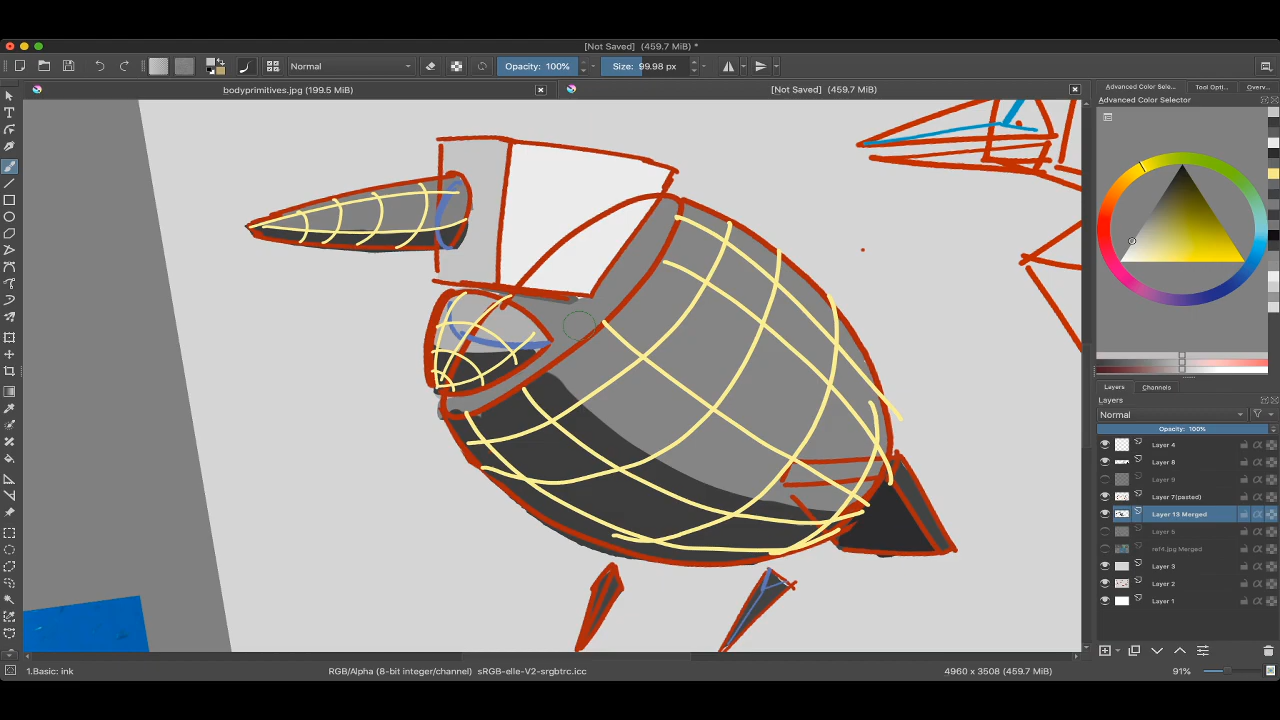 [Not Saved] (459.7 MiB) *
Normal
Opacity: 100%
Size: 99.98 px
bodyprimitives.jpg (199.5 MiB)
[Not Saved] (459.7 MiB)
Advanced Color Selec...
Tool Opti...
Overv...
Advanced Color Selector
Layers
Channels
Layers
Normal
Opacity: 100%
Layer 4
Layer 8
Layer 9
Layer 7(pasted)
Layer 13 Merged
Layer 5
ref4.jpg Merged
Layer 3
Layer 2
Layer 1
1.Basic: ink
RGB/Alpha (8-bit integer/channel) sRGB-elle-V2-srgbtrc.icc
4960 x 3508 (459.7 MiB)
91%